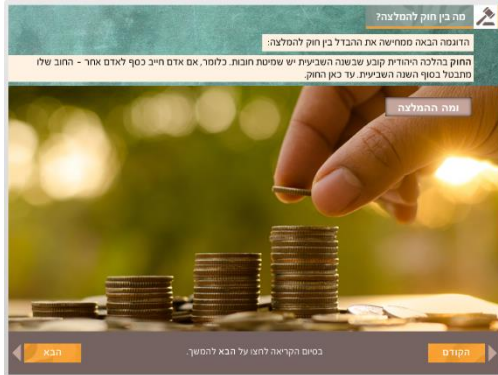 מה בין חוק להמלצה?
הדוגמה הבאה ממחישה את ההבדל בין חוק להמלצה:
החוק בהלכה היהודית קובע שבשנה השביעית יש שמיטת חובות. כלומר, אם אדם חייב כסף לאדם אחר - החוב שלו
מתבטל בסוף השנה השביעית. עד כאן החוק.
ומה ההמלצה
הקודם
בסיום הקריאה לחצו על הבא להמשך.
הבא